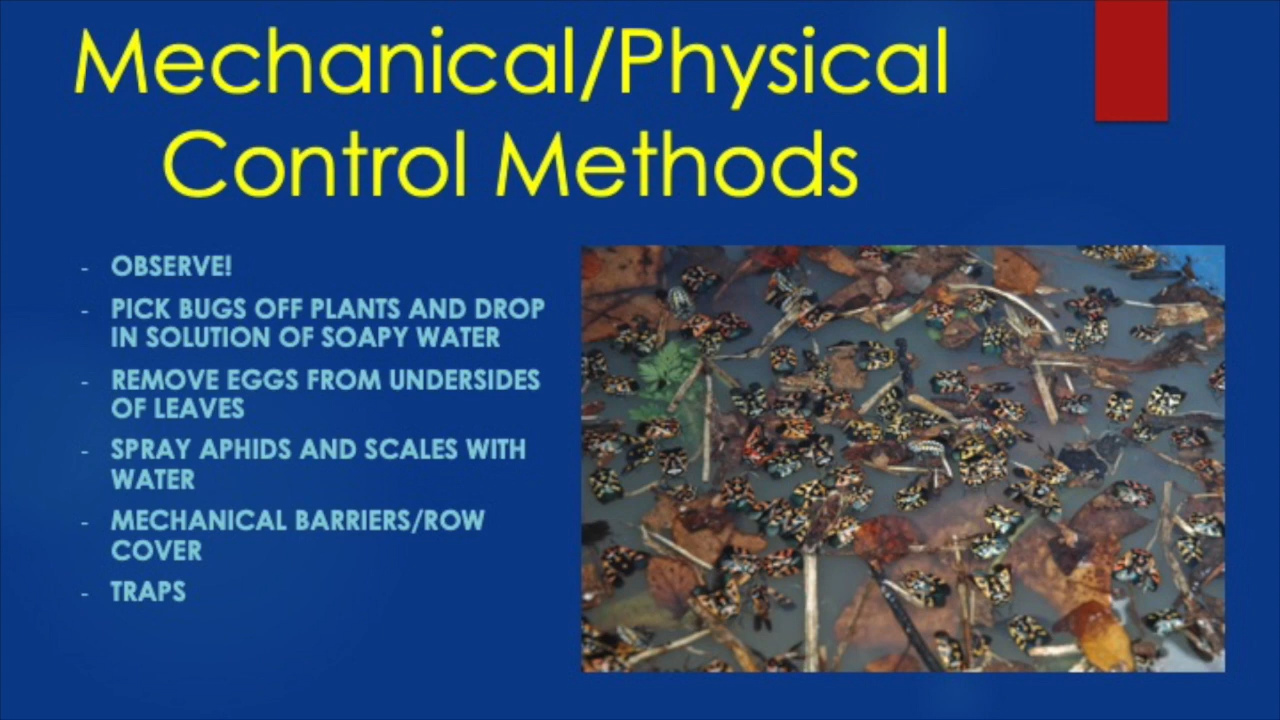 Mechanical/Physical
Control Methods
- OBSERVE!
- PICK BUGS OFF PLANTS AND DROP
IN SOLUTION OF SOAPY WATER
- REMOVE EGGS FROM UNDERSIDES
OF LEAVES
- SPRAY APHIDS AND SCALES WITH
WATER
- MECHANICAL BARRIERS/ROW
COVER
- TRAPS